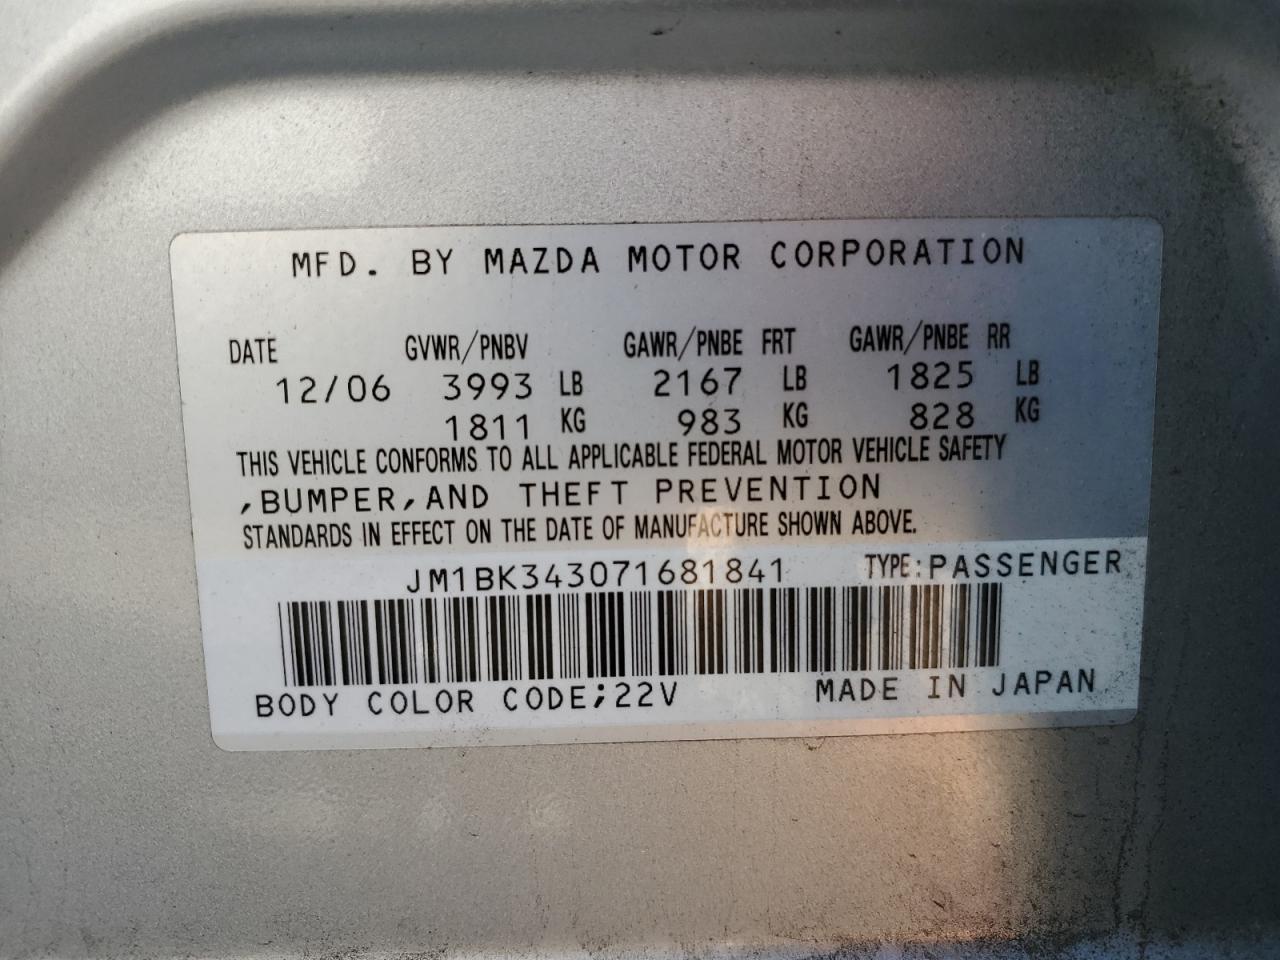 MFD. BY MAZDA MOTOR CORPORATION
DATE GVWR/PNBV GAWR/PNBE FRT GAWR/PNBE RR
12/06 3993 LB 2167 LB 1825 LB
1811 KG 983 KG 828 KG
THIS VEHICLE CONFORMS TO ALL APPLICABLE FEDERAL MOTOR VEHICLE SAFETY
,BUMPER,AND THEFT PREVENTION
STANDARDS IN EFFECT ON THE DATE OF MANUFACTURE SHOWN ABOVE.
JM1BK343071681841 TYPE:PASSENGER
BODY COLOR CODE;22V MADE IN JAPAN